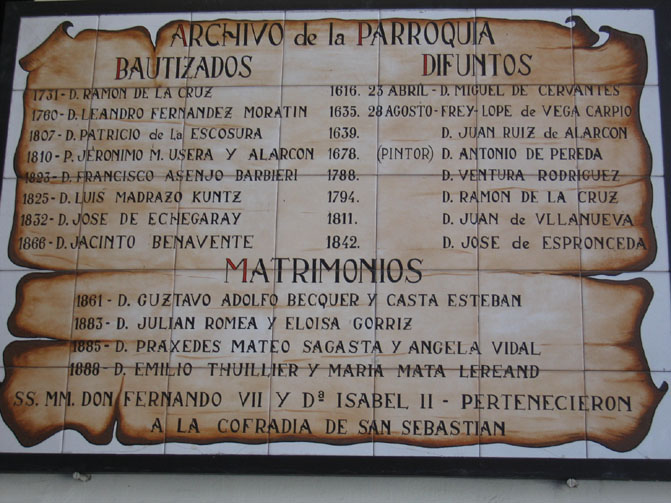 ARCHIVO de la PARROQUIA
BAUTIZADOS
1731 - D. RAMON DE LA CRUZ
1760 - D. LEANDRO FERNANDEZ MORATIN
1807 - D. PATRICIO de la ESCOSURA
1810 - P. JERONIMO M. USERA Y ALARCON
1823 - D. FRANCISCO ASENJO BARBIERI
1825 - D. LUIS MADRAZO KUNTZ
1832 - D. JOSE DE ECHEGARAY
1866 - D. JACINTO BENAVENTE
DIFUNTOS
1616. 23 ABRIL - D. MIGUEL DE CERVANTES
1635. 28 AGOSTO - FREY - LOPE de VEGA CARPIO
1639. D. JUAN RUIZ de ALARCON
1678. (PINTOR) D. ANTONIO DE PEREDA
1788. D. VENTURA RODRIGUEZ
1794. D. RAMON DE LA CRUZ
1811. D. JUAN de VLLANUEVA
1842. D. JOSE de ESPRONCEDA
MATRIMONIOS
1861 - D. GUZTAVO ADOLFO BECQUER Y CASTA ESTEBAN
1883 - D. JULIAN ROMEA Y ELOISA GORRIZ
1885 - D. PRAXEDES MATEO SAGASTA Y ANGELA VIDAL
1888 - D. EMILIO THUILLIER Y MARIA MATA LEREAND
SS. MM. DON FERNANDO VII Y Dª ISABEL II - PERTENECIERON
A LA COFRADIA DE SAN SEBASTIAN